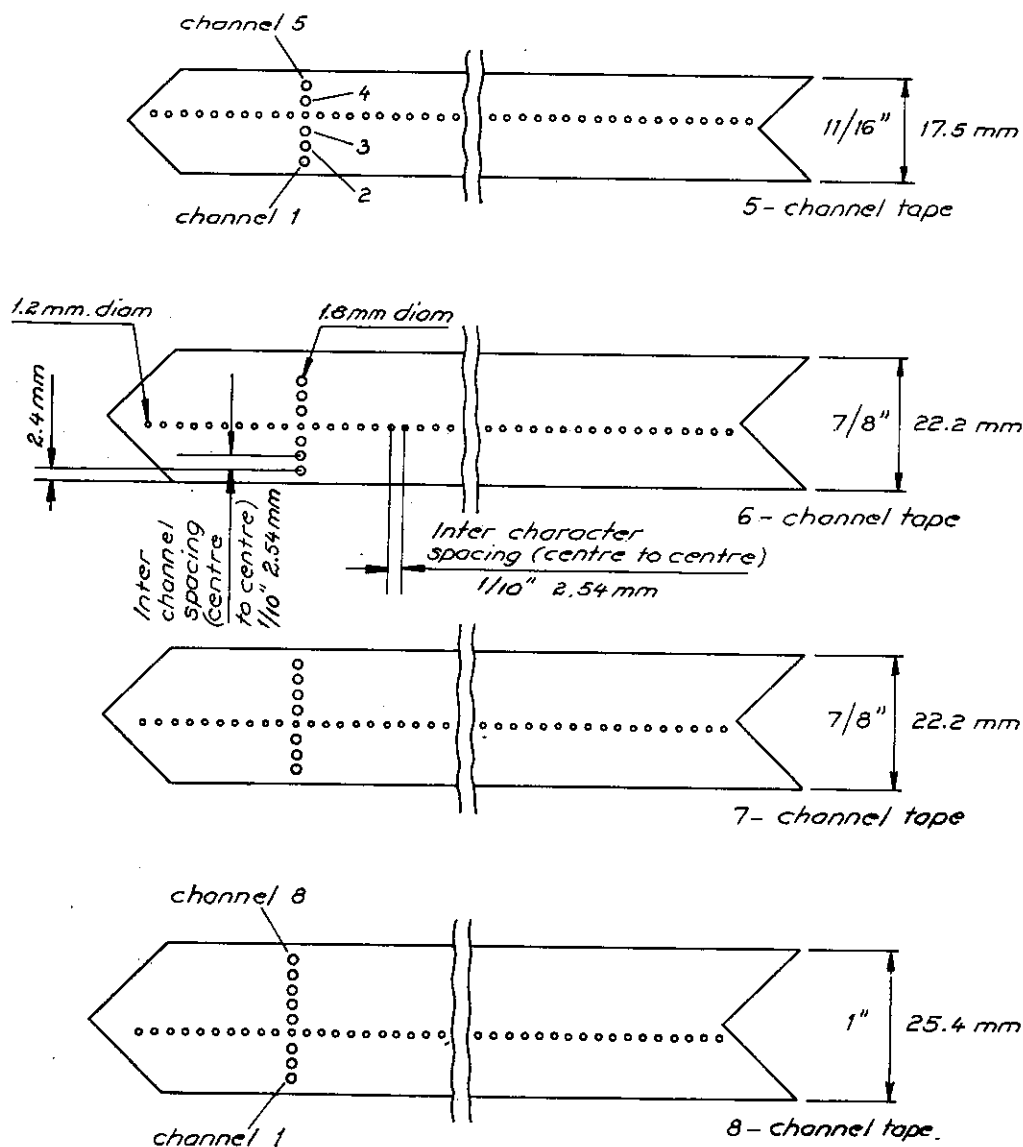 channel 5
4
3
2
channel 1
11/16" 17.5 mm
5- channel tape
1.2 mm. diam
1.8 mm diam
2.4 mm
7/8" 22.2 mm
6- channel tape
Inter
channel
spacing
(centre
to centre)
1/10" 2.54 mm
Inter character
spacing (centre to centre)
1/10" 2.54 mm
7/8" 22.2 mm
7- channel tape
channel 8
1" 25.4 mm
channel 1
8- channel tape.